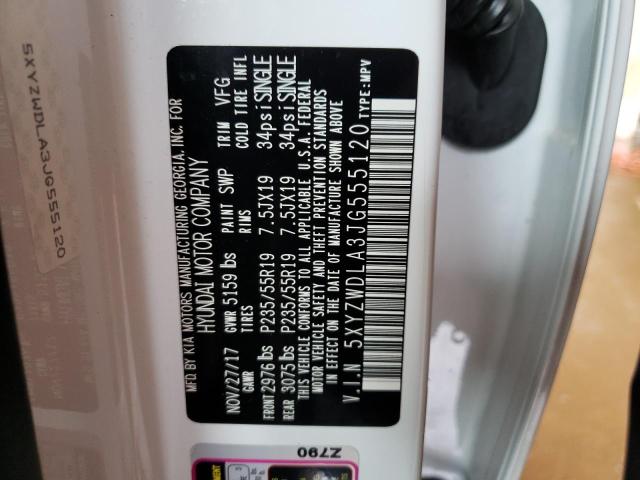 5XYZWDLA3JG555120
MFD. BY KIA MOTORS MANUFACTURING GEORGIA, INC. FOR
HYUNDAI MOTOR COMPANY
NOV/27/17 GVWR 5159 lbs PAINT SWP TRIM VFG
GAWR TIRES RIMS COLD TIRE INFL
FRONT 2976 lbs P235/55R19 7.5JX19 34psi SINGLE
REAR 3075 lbs P235/55R19 7.5JX19 34psi SINGLE
THIS VEHICLE CONFORMS TO ALL APPLICABLE U.S.A. FEDERAL
MOTOR VEHICLE SAFETY AND THEFT PREVENTION STANDARDS
IN EFFECT ON THE DATE OF MANUFACTURE SHOWN ABOVE
V.I.N 5XYZWDLA3JG555120 TYPE:MPV
Z790